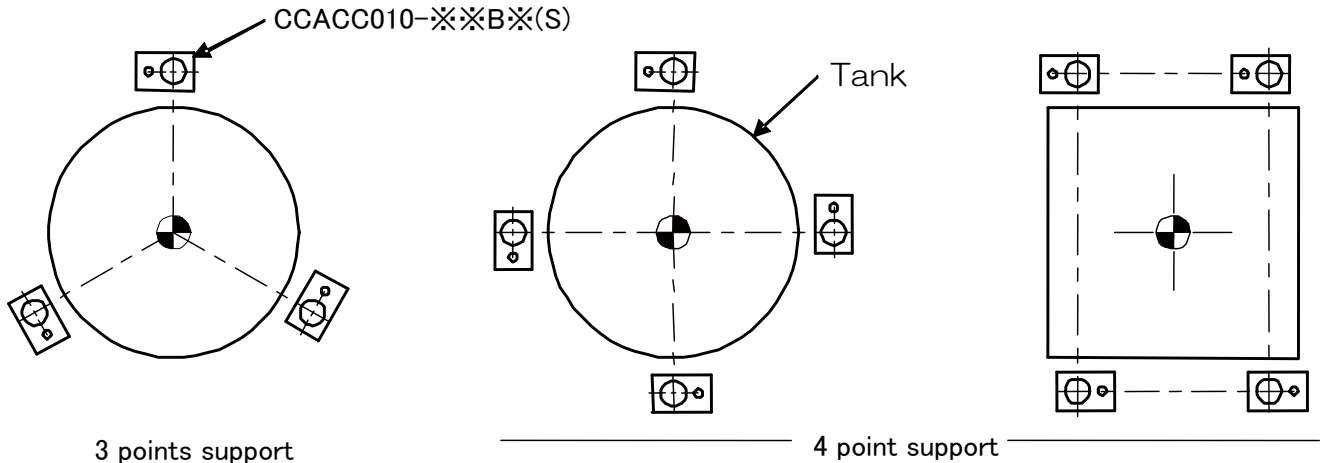 CCACC010-※※B※(S)
Tank
3 points support
4 point support